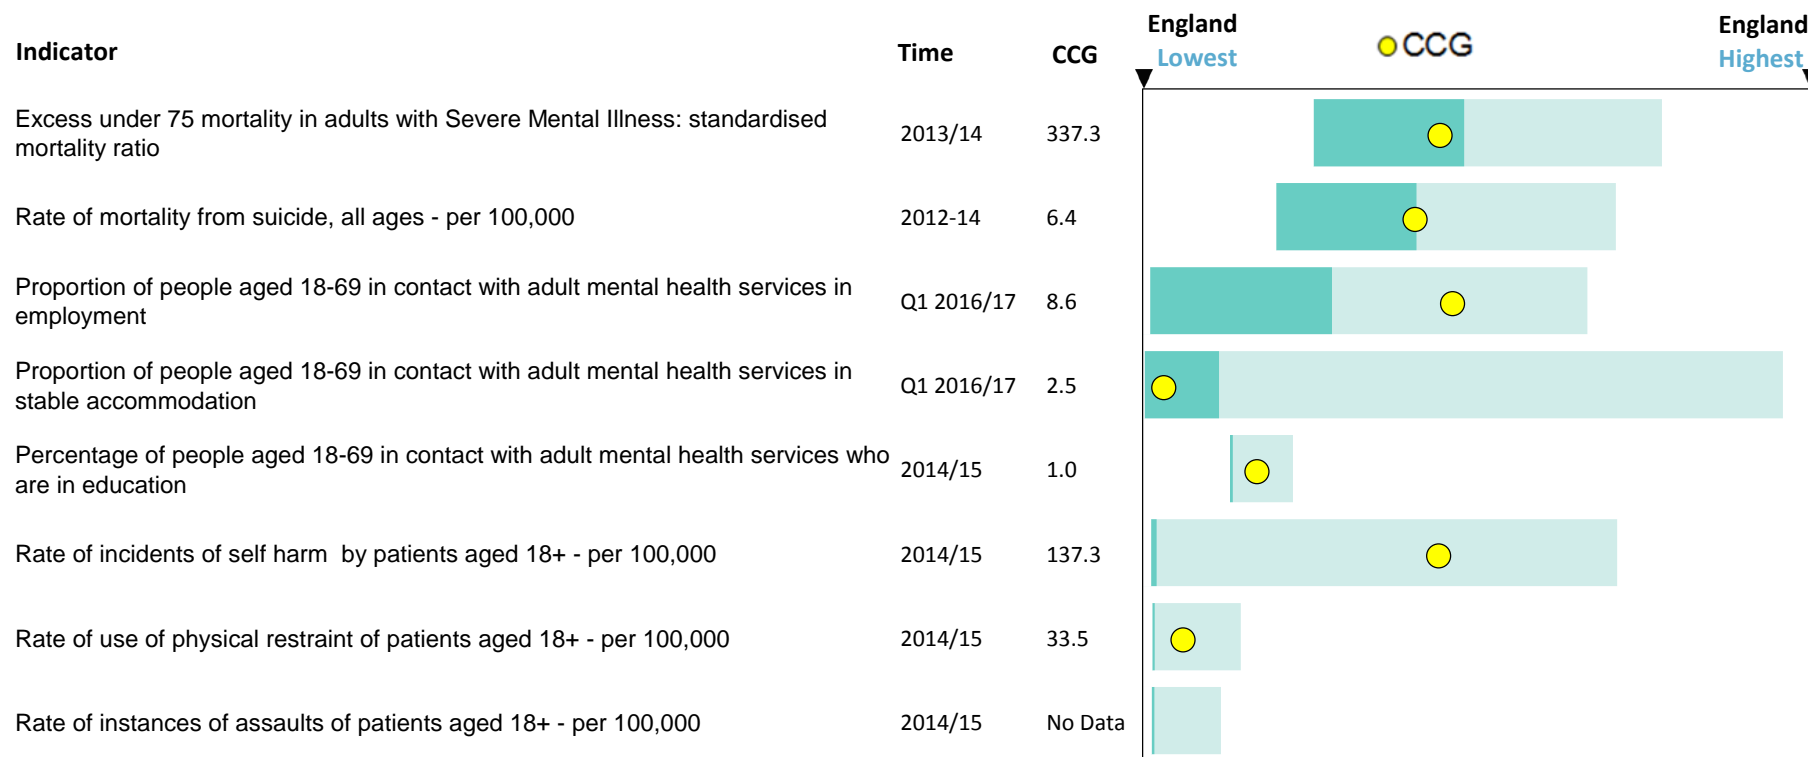 Indicator Time CCG England Lowest CCG England Highest
Excess under 75 mortality in adults with Severe Mental Illness: standardised
mortality ratio
2013/14 337.3
Rate of mortality from suicide, all ages - per 100,000 2012-14 6.4
Proportion of people aged 18-69 in contact with adult mental health services in
employment
Q1 2016/17 8.6
Proportion of people aged 18-69 in contact with adult mental health services in
stable accommodation
Q1 2016/17 2.5
Percentage of people aged 18-69 in contact with adult mental health services who
are in education
2014/15 1.0
Rate of incidents of self harm  by patients aged 18+ - per 100,000 2014/15 137.3
Rate of use of physical restraint of patients aged 18+ - per 100,000 2014/15 33.5
Rate of instances of assaults of patients aged 18+ - per 100,000 2014/15 No Data